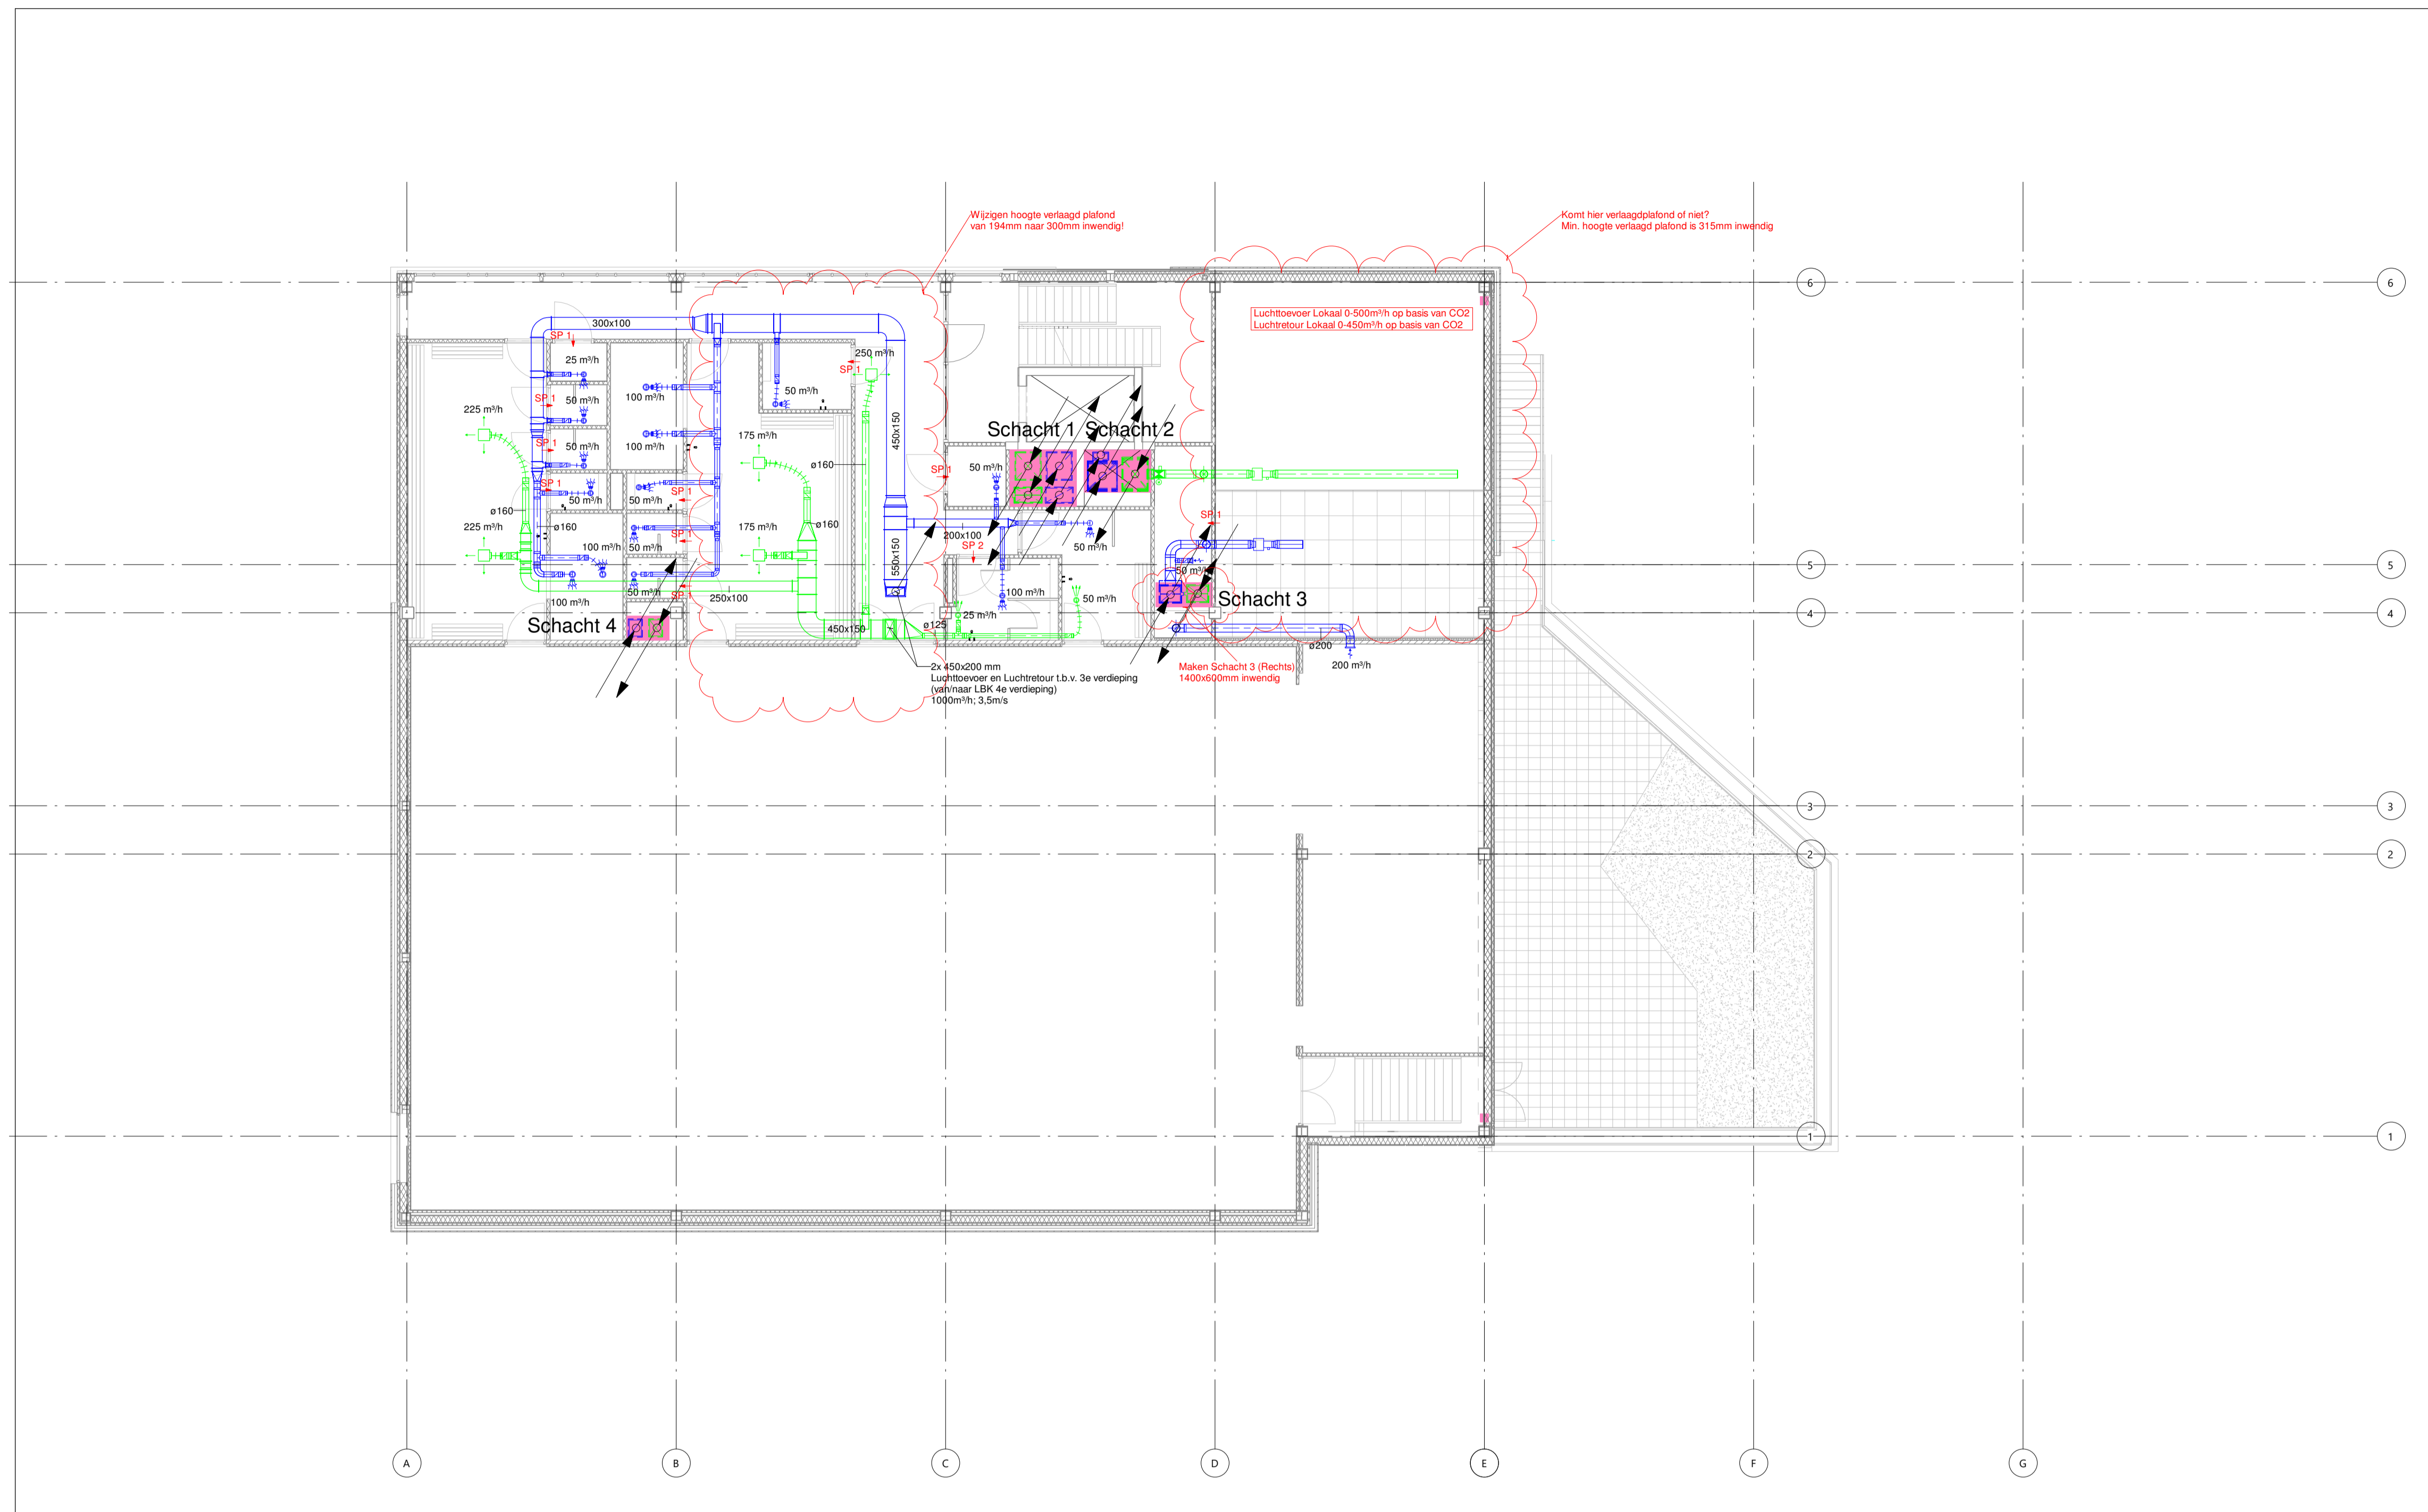 Wijzigen hoogte verlaagd plafond
van 194mm naar 300mm inwendig!
Komt hier verlaagdplafond of niet?
Min. hoogte verlaagd plafond is 315mm inwendig
6
6
Luchttoevoer Lokaal 0-500m³/h op basis van CO2
Luchtretour Lokaal 0-450m³/h op basis van CO2
300x100
SP 1
25 m³/h
250 m³/h
SP 1
50 m³/h
100 m³/h
SP 1
50 m³/h
225 m³/h
450x150
Schacht 1
Schacht 2
175 m³/h
SP 1
50 m³/h
100 m³/h
ø160
SP 1
50 m³/h
SP 1
50 m³/h
50 m³/h
SP 1
ø160
225 m³/h
ø160
175 m³/h
ø160
SP 1
200x100
SP 2
50 m³/h
SP 1
100 m³/h
50 m³/h
550x150
5
5
50 m³/h
100 m³/h
50 m³/h
SP 1
250x100
100 m³/h
50 m³/h
Schacht 3
4
4
Schacht 4
450x150
ø125
25 m³/h
ø200
200 m³/h
2x 450x200 mm
Luchttoevoer en Luchtretour t.b.v. 3e verdieping
(van/naar LBK 4e verdieping)
1000m³/h; 3,5m/s
Maken Schacht 3 (Rechts)
1400x600mm inwendig
3
3
2
2
1
1
A
B
C
D
E
F
G